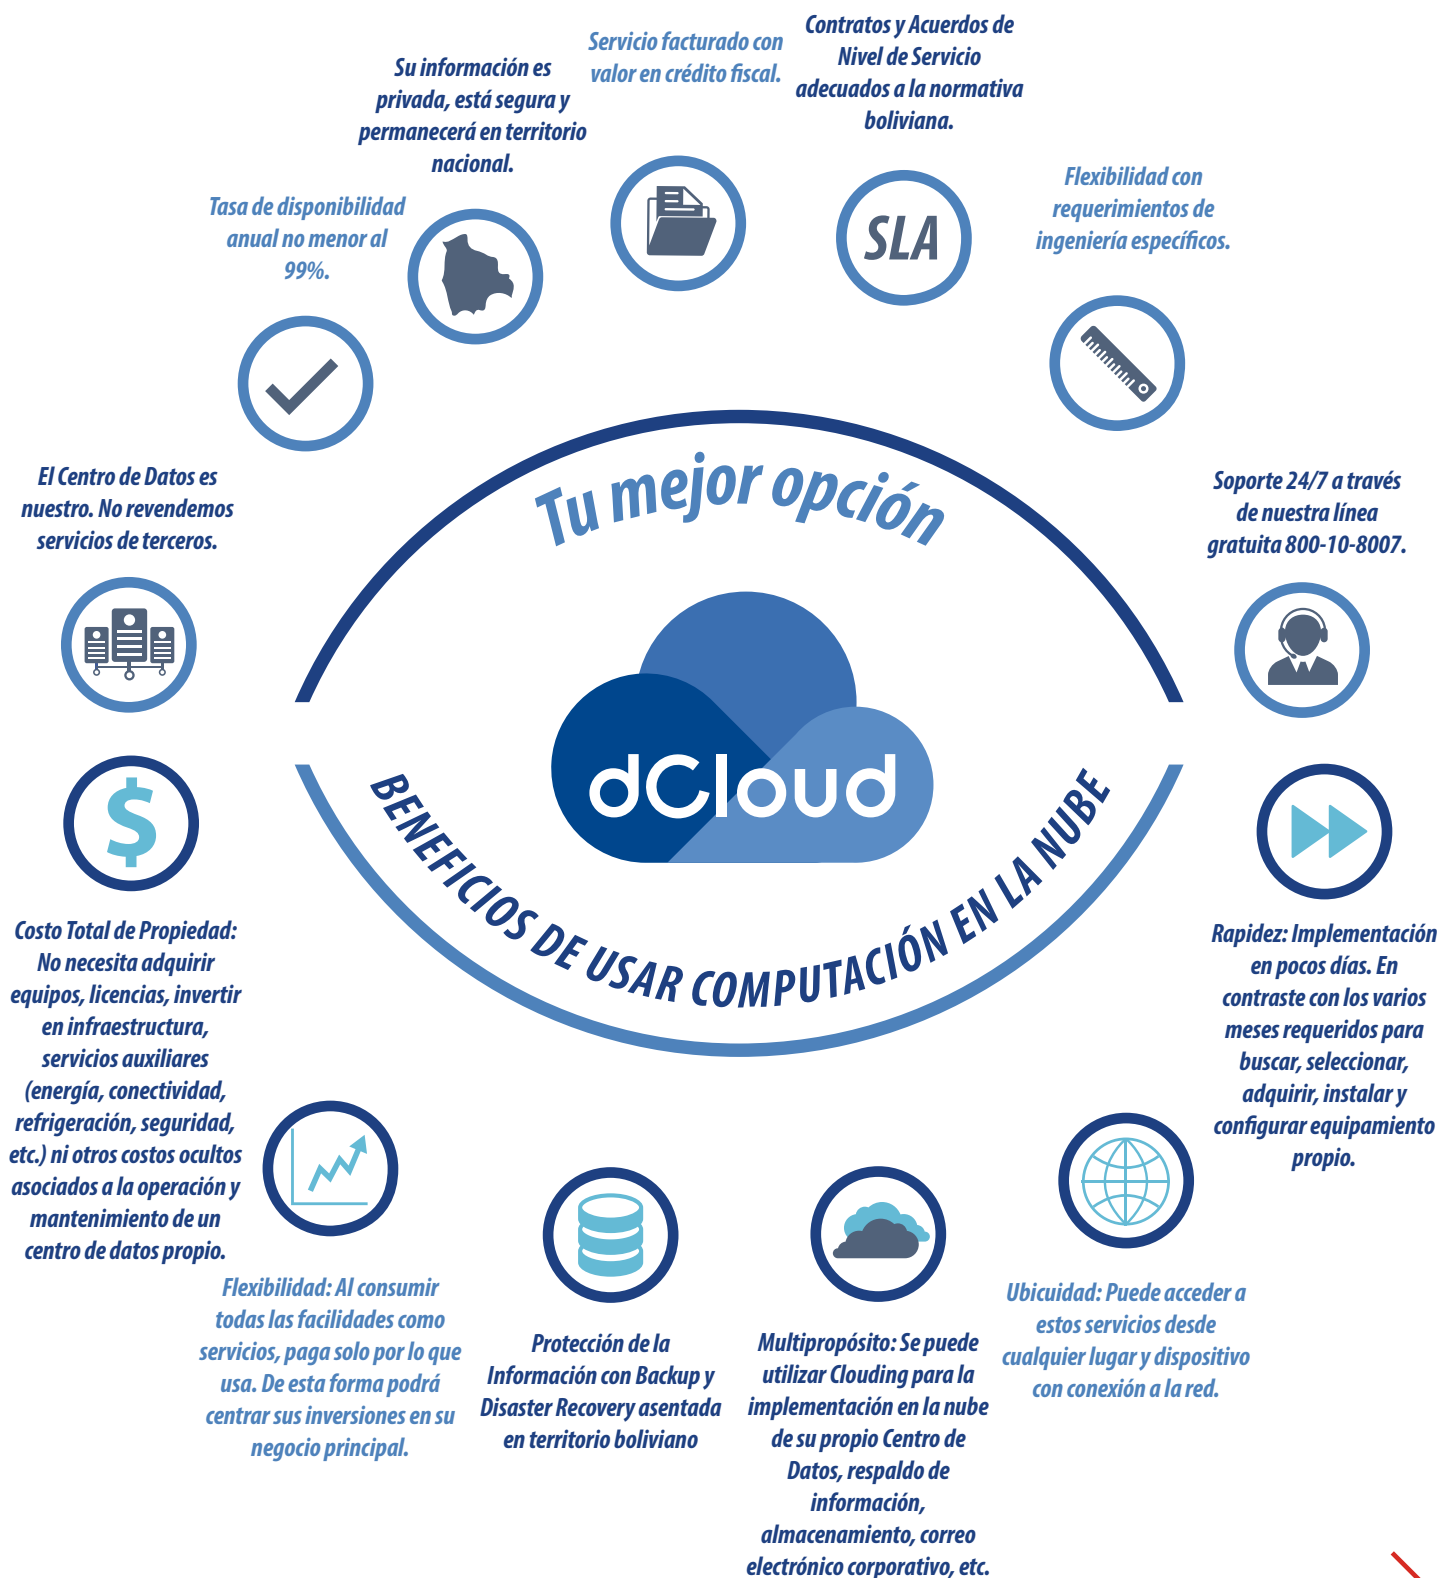 Contratos y Acuerdos de
Nivel de Servicio
adecuados a la normativa
boliviana.
Servicio facturado con
valor en crédito fiscal.
Su información es
privada, está segura y
permanecerá en territorio
nacional.
Flexibilidad con
requerimientos de
ingeniería específicos.
Tasa de disponibilidad
anual no menor al
99%.
SLA
El Centro de Datos es
nuestro. No revendemos
servicios de terceros.
Tu mejor opción
Soporte 24/7 a través
de nuestra línea
gratuita 800-10-8007.
dCloud
BENEFICIOS DE USAR COMPUTACIÓN EN LA NUBE
$
Costo Total de Propiedad:
No necesita adquirir
equipos, licencias, invertir
en infraestructura,
servicios auxiliares
(energía, conectividad,
refrigeración, seguridad,
etc.) ni otros costos ocultos
asociados a la operación y
mantenimiento de un
centro de datos propio.
Flexibilidad: Al consumir
todas las facilidades como
servicios, paga solo por lo que
usa. De esta forma podrá
centrar sus inversiones en su
negocio principal.
Protección de la
Información con Backup y
Disaster Recovery asentada
en territorio boliviano
Multipropósito: Se puede
utilizar Clouding para la
implementación en la nube
de su propio Centro de
Datos, respaldo de
información,
almacenamiento, correo
electrónico corporativo, etc.
Ubicuidad: Puede acceder a
estos servicios desde
cualquier lugar y dispositivo
con conexión a la red.
Rapidez: Implementación
en pocos días. En
contraste con los varios
meses requeridos para
buscar, seleccionar,
adquirir, instalar y
configurar equipamiento
propio.